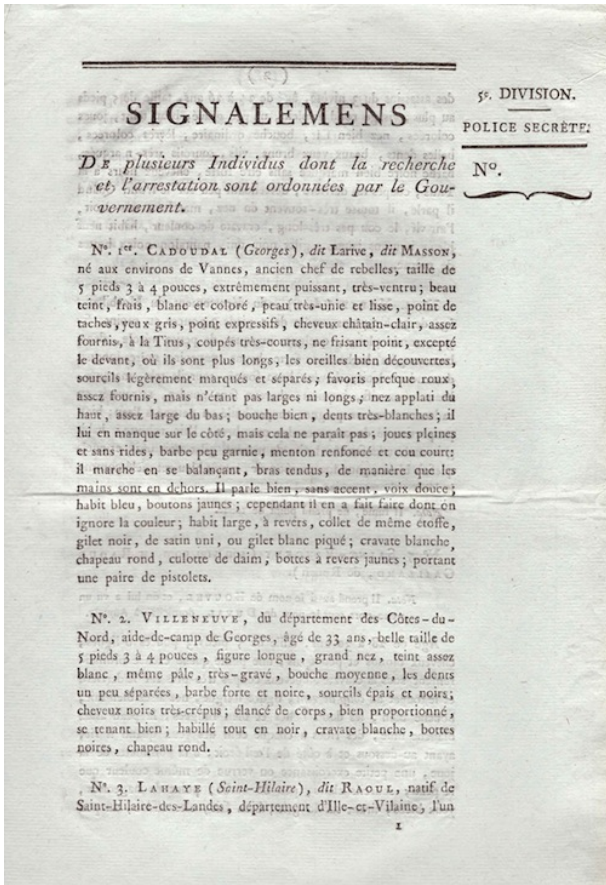 SIGNALEMENS
DE plusieurs Individus dont la recherche
et, l'arrestation sont ordonnées par le Gou-
vernement.
5e. DIVISION.
POLICE SECRÈTE.
No.
No. 1er. CADOUDAL (Georges), dit Larive, dit MASSON,
né aux environs de Vannes, ancien chef de rebelles, taille de
5 pieds 3 à 4 pouces, extrêmement puissant, très-ventru; beau
teint, frais, blanc et coloré, peau très-unie et lisse, point de
taches, yeux gris, point expressifs, cheveux châtain-clair, assez
fournis, à la Titus, coupés très-courts, ne frisant point, excepté
le devant, où ils sont plus longs, les oreilles bien découvertes,
sourcils légèrement marqués et séparés; favoris presque roux,
assez fournis, mais n'étant pas larges ni longs; nez applati du
haut, assez large du bas; bouche bien, dents très-blanches; il
lui en manque sur le côté, mais cela ne paraît pas; joues pleines
et sans rides, barbe peu garnie, menton renfoncé et cou court:
il marche en se balançant, bras tendus, de manière que les
mains sont en dehors. Il parle bien, sans accent, voix douce;
habit bleu, boutons jaunes; cependant il en a fait faire dont on
ignore la couleur; habit large, à revers, collet de même étoffe,
gilet noir, de satin uni, ou gilet blanc piqué; cravate blanche,
chapeau rond, culotte de daim, bottes à revers jaunes; portant
une paire de pistolets.
No. 2. VILLENEUVE, du département des Côtes-du-
Nord, aide-de-camp de Georges, âgé de 33 ans, belle taille de
5 pieds 3 à 4 pouces, figure longue, grand nez, teint assez
blanc, même pâle, très-gravé, bouche moyenne, les dents
un peu séparées, barbe forte et noire, sourcils épais et noirs;
cheveux noirs très-crépus; élancé de corps, bien proportionné,
se tenant bien; habillé tout en noir, cravate blanche, bottes
noires, chapeau rond.
No. 3. LAHAYE (Saint-Hilaire), dit RAOUL, natif de
Saint-Hilaire-des-Landes, département d'Ille-et-Vilaine, l'un
1